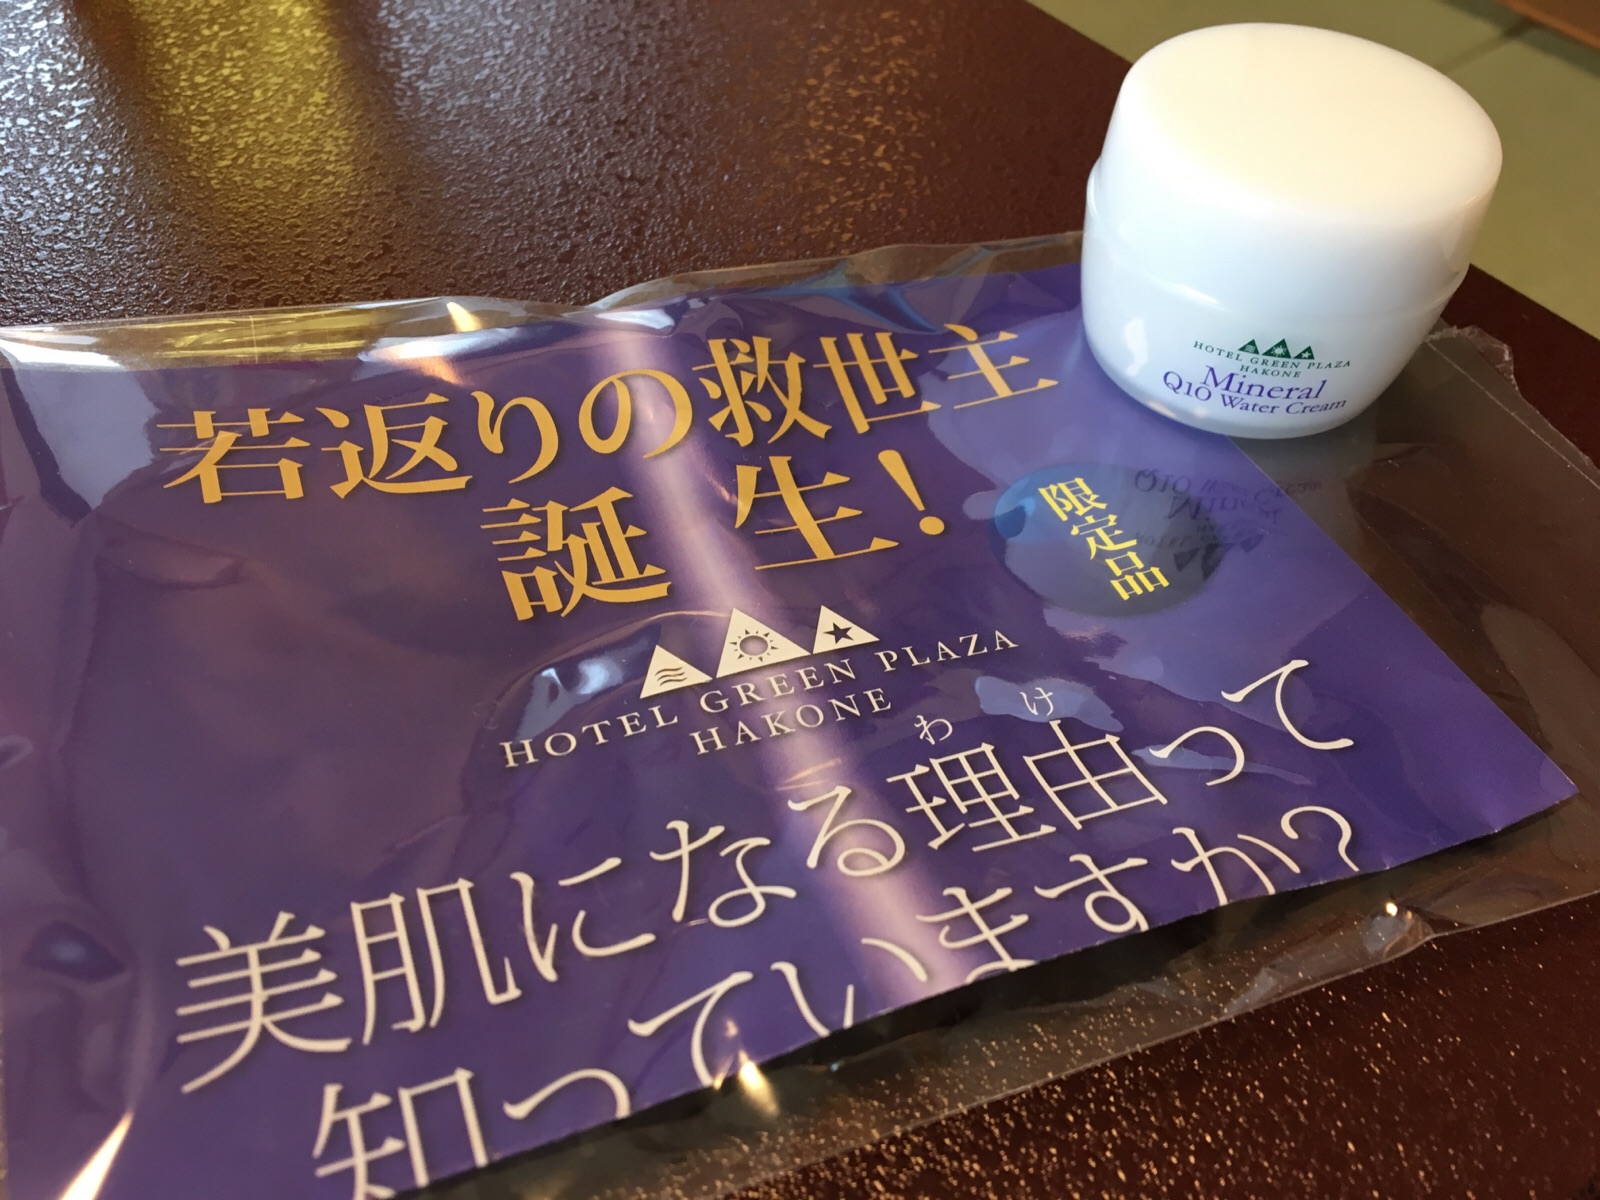 若返りの救世主
誕生!
限定品
HOTEL GREEN PLAZA
HAKONE
わけ
美肌になる理由って
知っていますか?
HOTEL GREEN PLAZA
HAKONE
Mineral
Q10 Water Cream